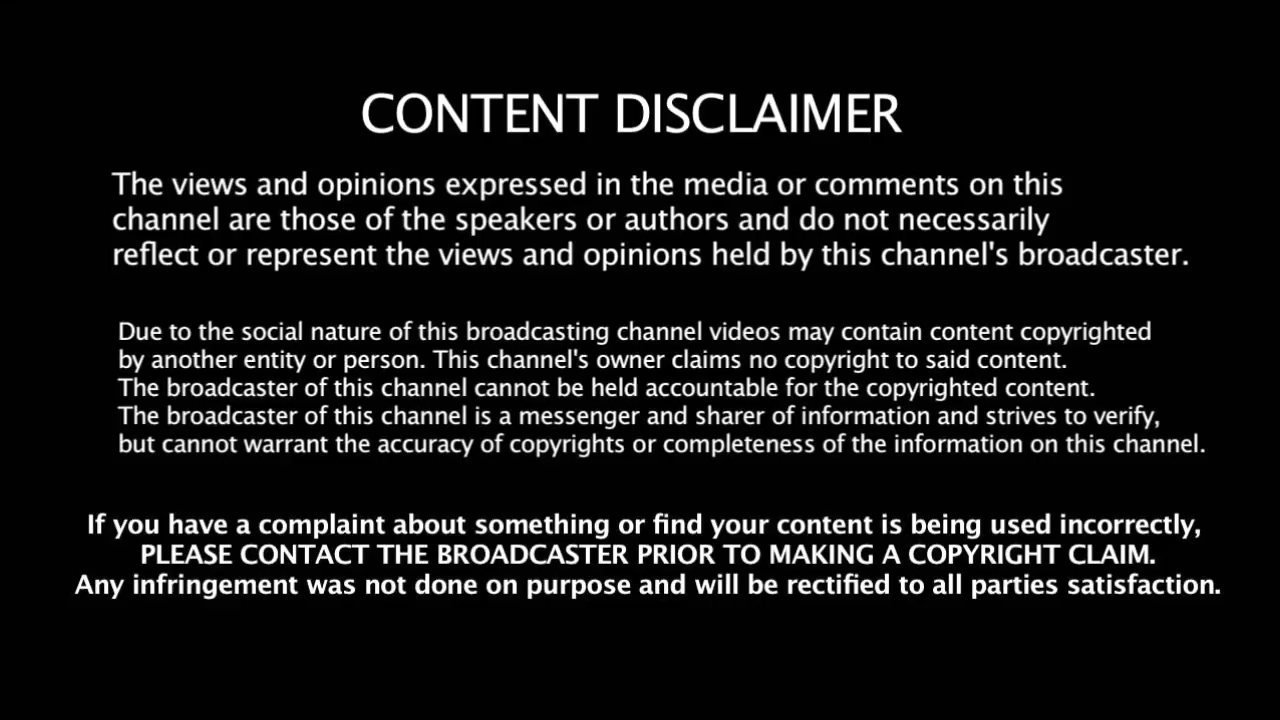 CONTENT DISCLAIMER
The views and opinions expressed in the media or comments on this
channel are those of the speakers or authors and do not necessarily
reflect or represent the views and opinions held by this channel's broadcaster.
Due to the social nature of this broadcasting channel videos may contain content copyrighted
by another entity or person. This channel's owner claims no copyright to said content.
The broadcaster of this channel cannot be held accountable for the copyrighted content.
The broadcaster of this channel is a messenger and sharer of information and strives to verify,
but cannot warrant the accuracy of copyrights or completeness of the information on this channel.
If you have a complaint about something or find your content is being used incorrectly,
PLEASE CONTACT THE BROADCASTER PRIOR TO MAKING A COPYRIGHT CLAIM.
Any infringement was not done on purpose and will be rectified to all parties satisfaction.